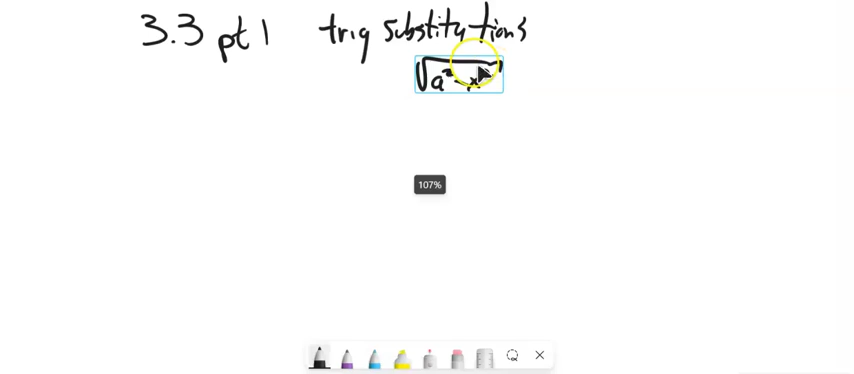 3.3 pt 1 trig substitutions
√a²-x²
107%